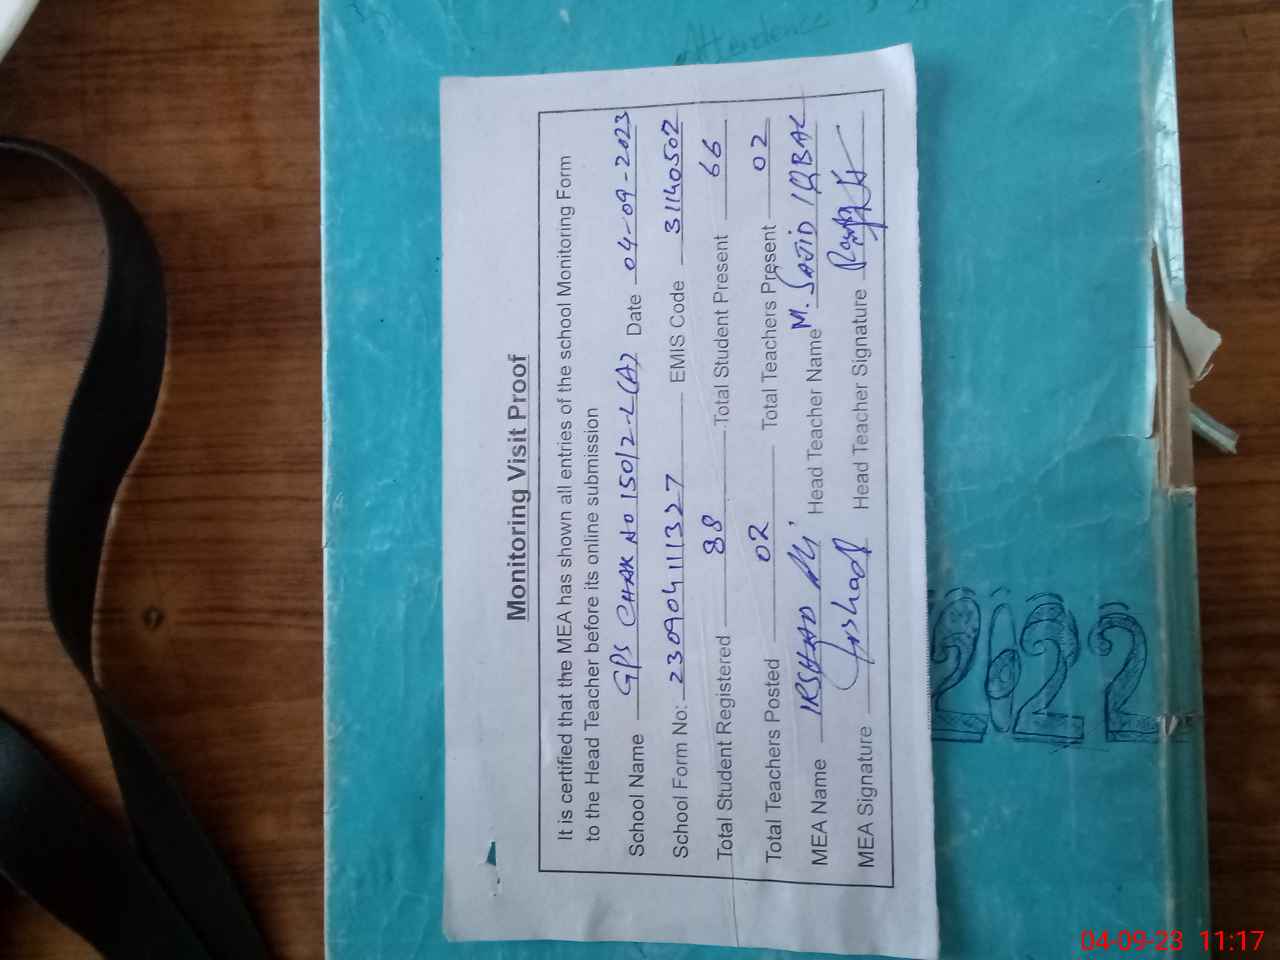 Attendence
Monitoring Visit Proof
It is certified that the MEA has shown all entries of the school Monitoring Form
to the Head Teacher before its online submission
School Name GPS CHAK NO 150/2-L(A) Date 04-09-2023
School Form No: 230904111327 EMIS Code 31140502
Total Student Registered 88 Total Student Present 66
Total Teachers Posted 02 Total Teachers Present 02
MEA Name IRSHAD Ali Head Teacher Name M. SAJID IQBAL
MEA Signature Irshad Head Teacher Signature
2022
04-09-23 11:17